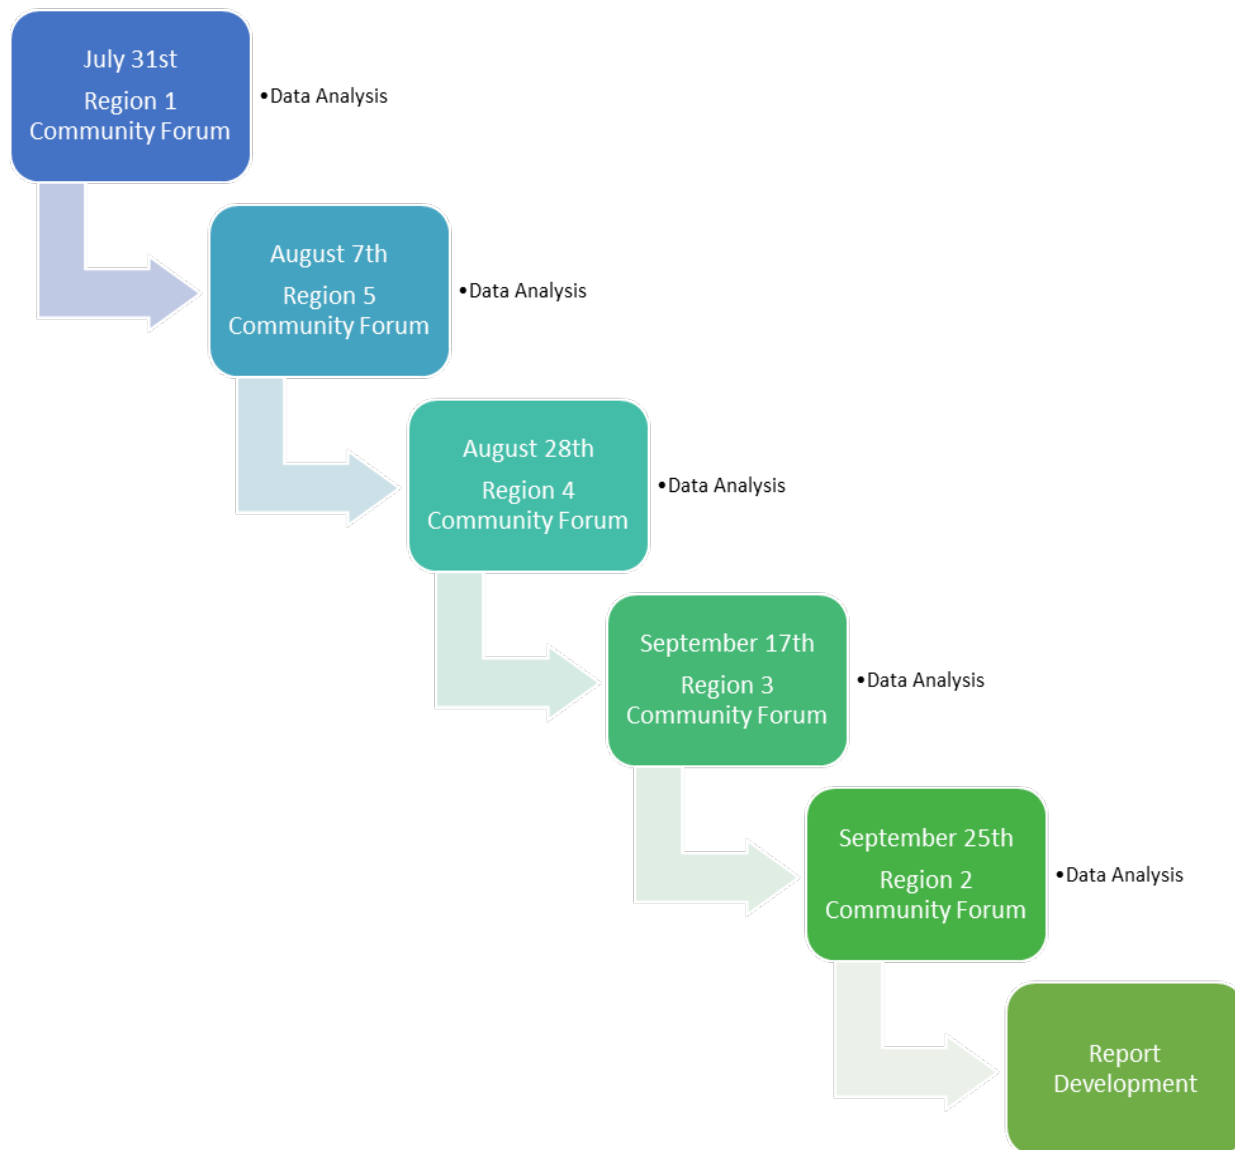 July 31st
Region 1
Community Forum
•Data Analysis
August 7th
Region 5
Community Forum
•Data Analysis
August 28th
Region 4
Community Forum
•Data Analysis
September 17th
Region 3
Community Forum
•Data Analysis
September 25th
Region 2
Community Forum
•Data Analysis
Report
Development